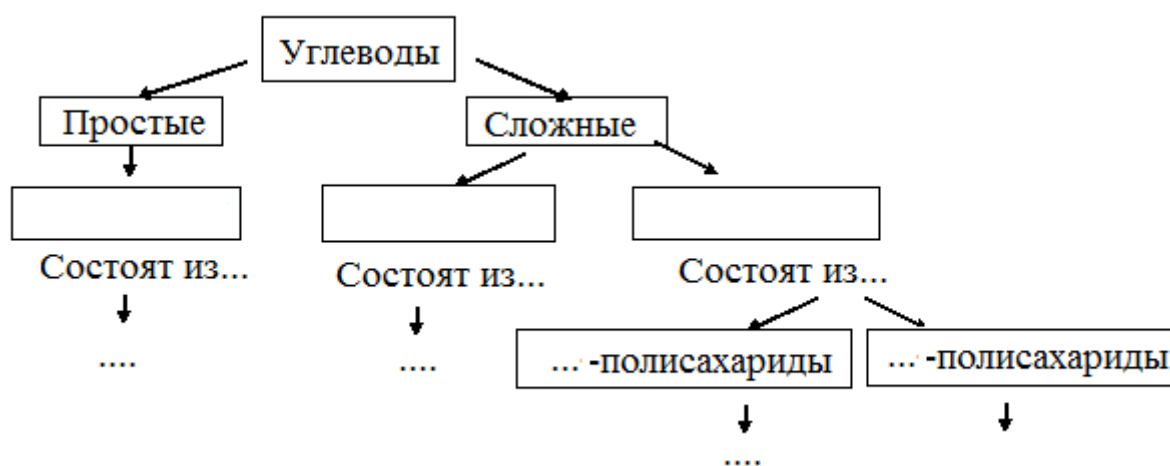 Углеводы
Простые
Сложные
Состоят из...
Состоят из...
Состоят из...
....
....
...-полисахариды
...-полисахариды
....